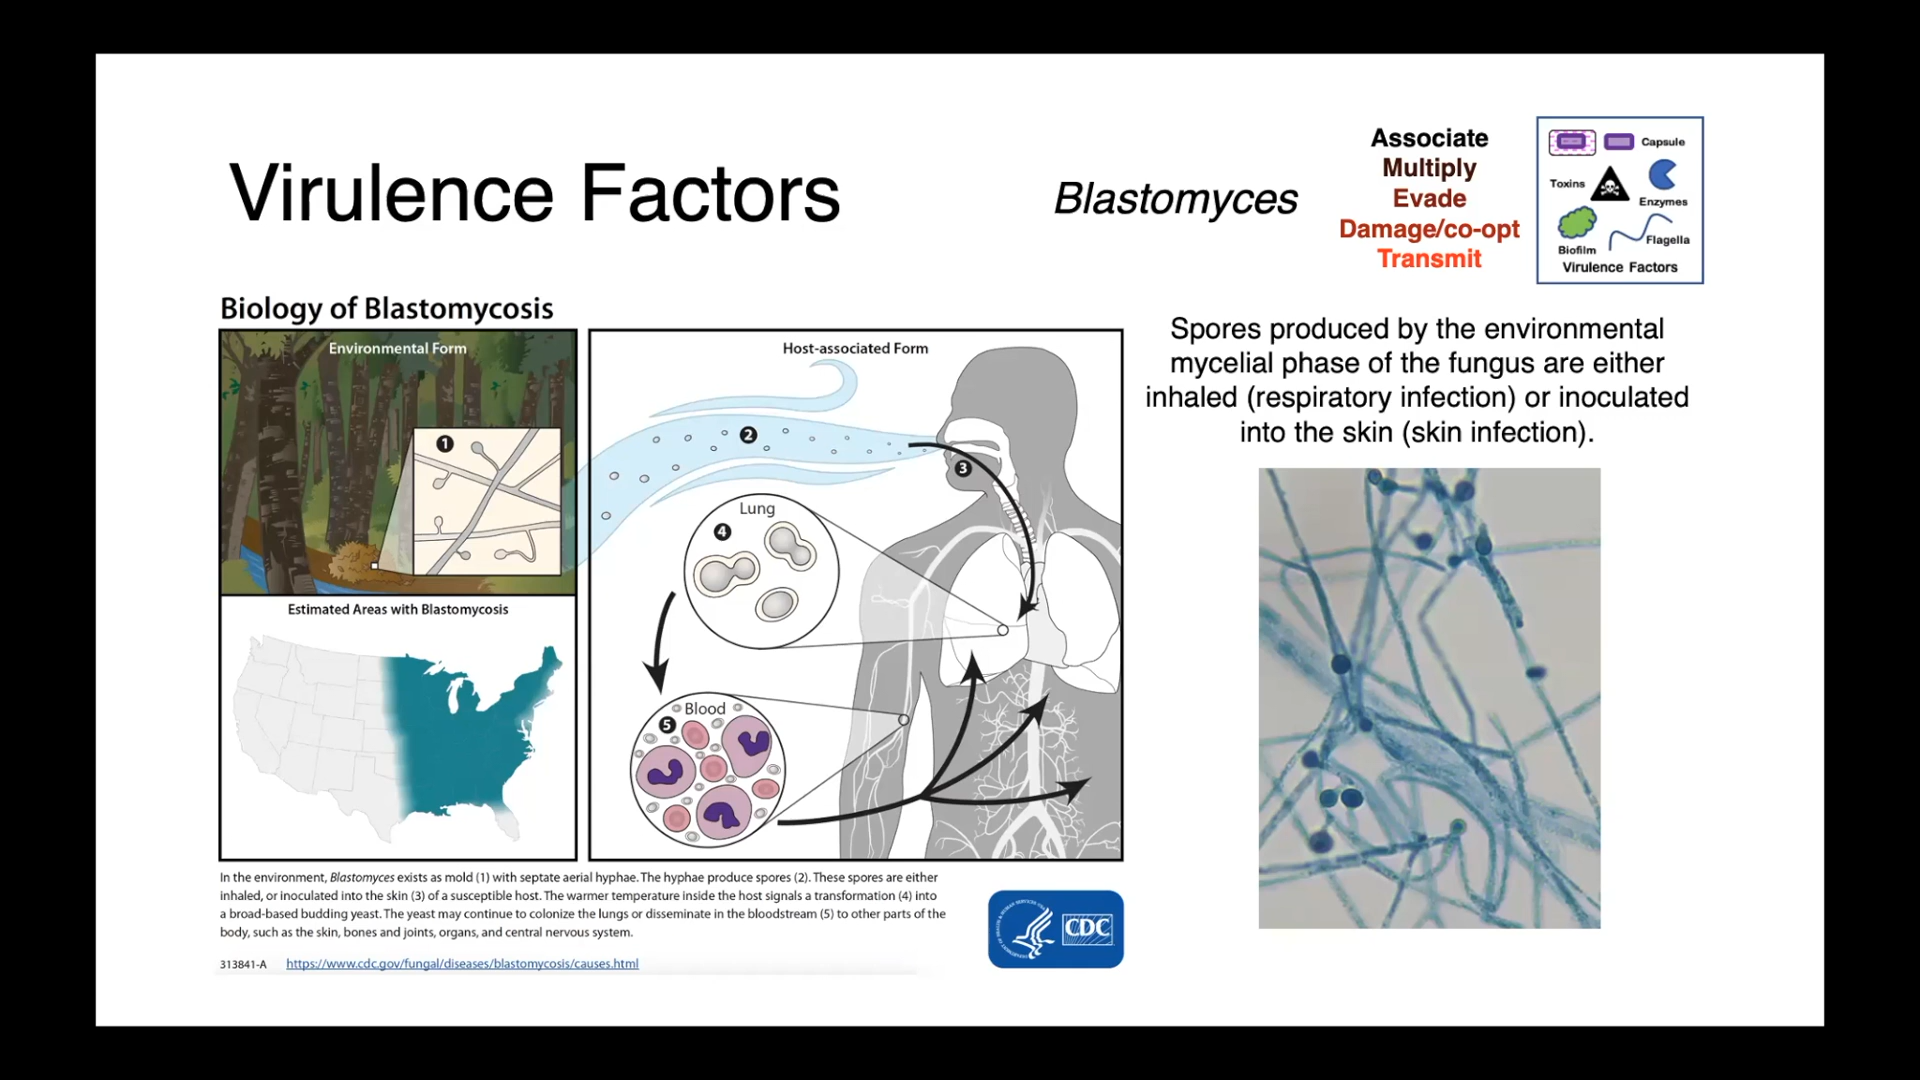 Virulence Factors
Blastomyces
Associate
Multiply
Evade
Damage/co-opt
Transmit
Capsule
Toxins
Enzymes
Biofilm
Flagella
Virulence Factors
Biology of Blastomycosis
Environmental Form
1
Estimated Areas with Blastomycosis
Host-associated Form
2
3
Lung
4
Blood
5
In the environment, Blastomyces exists as mold (1) with septate aerial hyphae. The hyphae produce spores (2). These spores are either
inhaled, or inoculated into the skin (3) of a susceptible host. The warmer temperature inside the host signals a transformation (4) into
a broad-based budding yeast. The yeast may continue to colonize the lungs or disseminate in the bloodstream (5) to other parts of the
body, such as the skin, bones and joints, organs, and central nervous system.
313841-A https://www.cdc.gov/fungal/diseases/blastomycosis/causes.html
CDC
Spores produced by the environmental
mycelial phase of the fungus are either
inhaled (respiratory infection) or inoculated
into the skin (skin infection).